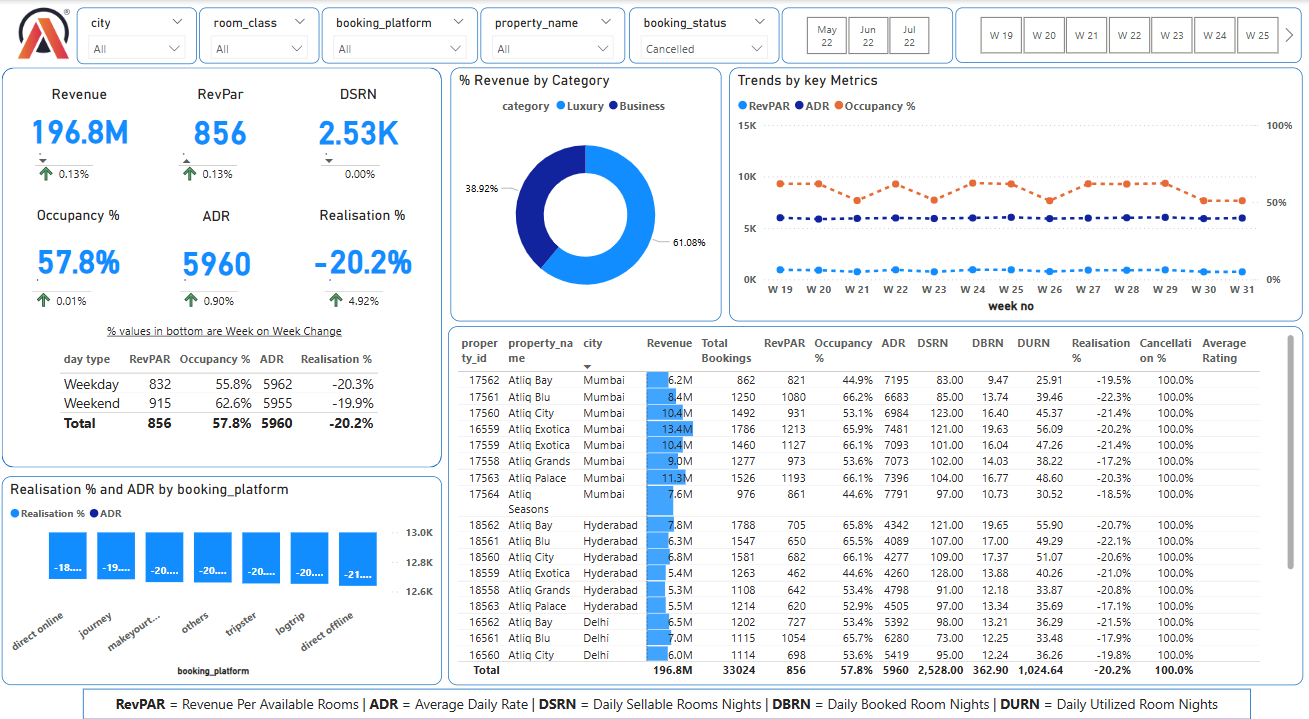 city room_class booking_platform property_name booking_status
All All All All Cancelled
May 22 Jun 22 Jul 22
W 19 W 20 W 21 W 22 W 23 W 24 W 25
Revenue RevPar DSRN
196.8M 856 2.53K
0.13% 0.13% 0.00%
Occupancy % ADR Realisation %
57.8% 5960 -20.2%
0.01% 0.90% 4.92%
% values in bottom are Week on Week Change
day type RevPAR Occupancy % ADR Realisation %
Weekday 832 55.8% 5962 -20.3%
Weekend 915 62.6% 5955 -19.9%
Total 856 57.8% 5960 -20.2%
% Revenue by Category
category Luxury Business
38.92%
61.08%
Trends by key Metrics
RevPAR ADR Occupancy %
15K 100%
10K
50%
5K
0K 0%
W 19 W 20 W 21 W 22 W 23 W 24 W 25 W 26 W 27 W 28 W 29 W 30 W 31
week no
Realisation % and ADR by booking_platform
Realisation % ADR
13.0K
12.8K
12.6K
-18.... -19.... -20.... -20.... -20.... -20.... -21....
direct online journey makeyourt... others tripster logtrip direct offline
booking_platform
property_id property_name city Revenue Total Bookings RevPAR Occupancy % ADR DSRN DBRN DURN Realisation % Cancellation % Average Rating
17562 Atliq Bay Mumbai 6.2M 862 821 44.9% 7195 83.00 9.47 25.91 -19.5% 100.0%
17561 Atliq Blu Mumbai 8.4M 1250 1080 66.2% 6683 85.00 13.74 39.46 -22.3% 100.0%
17560 Atliq City Mumbai 10.4M 1492 931 53.1% 6984 123.00 16.40 45.37 -21.4% 100.0%
16559 Atliq Exotica Mumbai 13.4M 1786 1213 65.9% 7481 121.00 19.63 56.09 -20.2% 100.0%
17559 Atliq Exotica Mumbai 10.4M 1460 1127 66.1% 7093 101.00 16.04 47.26 -21.4% 100.0%
17558 Atliq Grands Mumbai 9.0M 1277 973 53.6% 7073 102.00 14.03 38.22 -17.2% 100.0%
17563 Atliq Palace Mumbai 11.3M 1526 1193 66.1% 7396 104.00 16.77 48.60 -20.3% 100.0%
17564 Atliq Seasons Mumbai 7.6M 976 861 44.6% 7791 97.00 10.73 30.52 -18.5% 100.0%
18562 Atliq Bay Hyderabad 7.8M 1788 705 65.8% 4342 121.00 19.65 55.90 -20.7% 100.0%
18561 Atliq Blu Hyderabad 6.3M 1547 650 65.5% 4089 107.00 17.00 49.29 -22.1% 100.0%
18560 Atliq City Hyderabad 6.8M 1581 682 66.1% 4277 109.00 17.37 51.07 -20.6% 100.0%
18559 Atliq Exotica Hyderabad 5.4M 1263 462 44.6% 4260 128.00 13.88 40.26 -21.0% 100.0%
18558 Atliq Grands Hyderabad 5.3M 1108 642 53.4% 4798 91.00 12.18 33.87 -20.8% 100.0%
18563 Atliq Palace Hyderabad 5.5M 1214 620 52.9% 4505 97.00 13.34 35.69 -17.1% 100.0%
16562 Atliq Bay Delhi 6.5M 1202 727 53.4% 5392 98.00 13.21 36.29 -21.5% 100.0%
16561 Atliq Blu Delhi 7.0M 1115 1054 65.7% 6280 73.00 12.25 33.48 -17.9% 100.0%
16560 Atliq City Delhi 6.0M 1114 698 53.6% 5419 95.00 12.24 36.26 -19.8% 100.0%
Total 196.8M 33024 856 57.8% 5960 2,528.00 362.90 1,024.64 -20.2% 100.0%
RevPAR = Revenue Per Available Rooms | ADR = Average Daily Rate | DSRN = Daily Sellable Rooms Nights | DBRN = Daily Booked Room Nights | DURN = Daily Utilized Room Nights